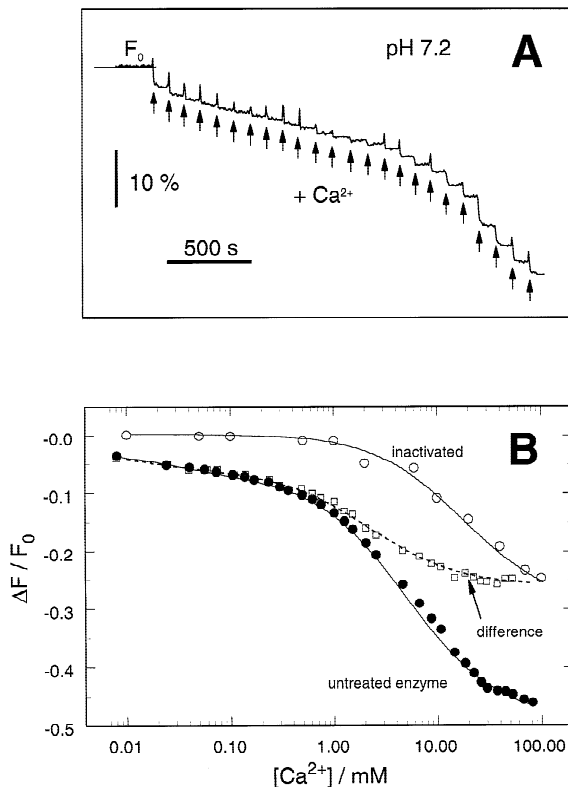 F₀
pH 7.2
A
10 %
+ Ca²⁺
500 s
B
-0.0
-0.1
-0.2
-0.3
-0.4
-0.5
ΔF / F₀
inactivated
difference
untreated enzyme
0.01
0.10
1.00
10.00
100.00
[Ca²⁺] / mM